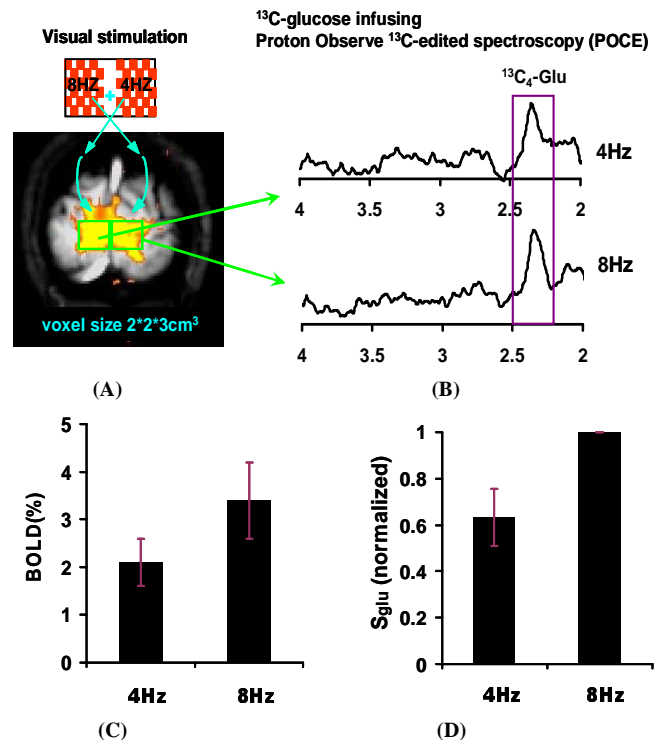 Visual stimulation
8HZ 4HZ
voxel size 2*2*3cm³
(A)
¹³C-glucose infusing
Proton Observe ¹³C-edited spectroscopy (POCE)
¹³C₄-Glu
4Hz
4 3.5 3 2.5 2
8Hz
4 3.5 3 2.5 2
(B)
BOLD(%)
5
4
3
2
1
0
4Hz 8Hz
(C)
Sglu (normalized)
1
0.8
0.6
0.4
0.2
0
4Hz 8Hz
(D)